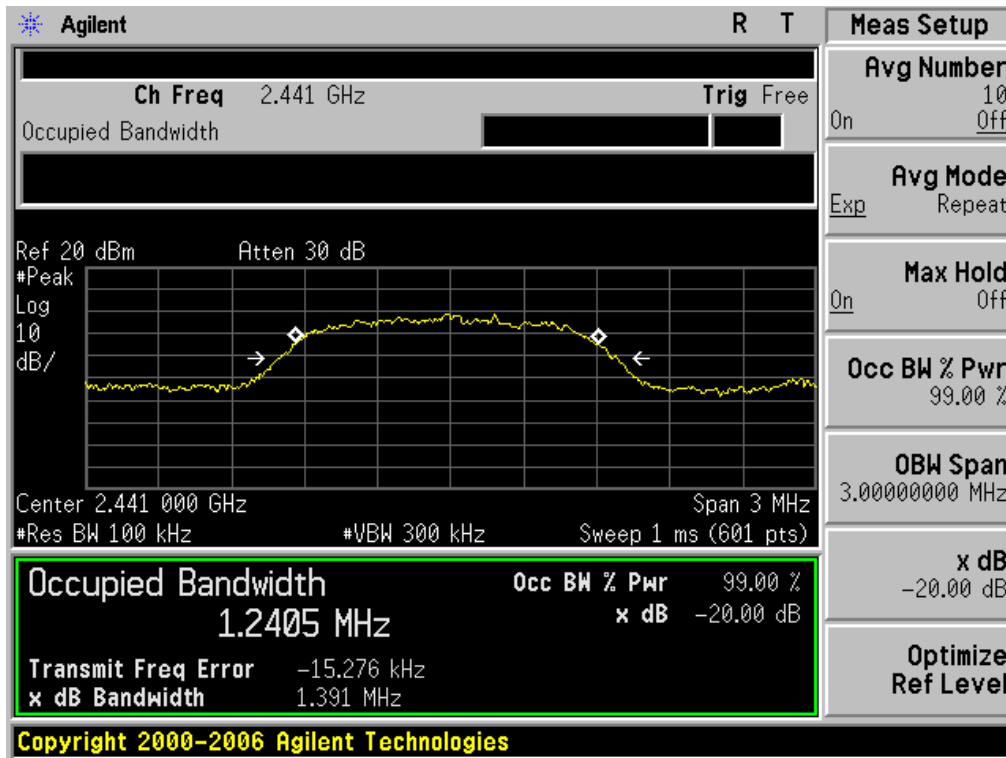 Agilent R T
Ch Freq 2.441 GHz Trig Free
Occupied Bandwidth
Ref 20 dBm Atten 30 dB
#Peak
Log
10
dB/
Center 2.441 000 GHz Span 3 MHz
#Res BW 100 kHz #VBW 300 kHz Sweep 1 ms (601 pts)
Occupied Bandwidth Occ BW % Pwr 99.00 %
1.2405 MHz x dB -20.00 dB
Transmit Freq Error -15.276 kHz
x dB Bandwidth 1.391 MHz
Copyright 2000-2006 Agilent Technologies
Meas Setup
Avg Number
10
On Off
Avg Mode
Exp Repeat
Max Hold
On Off
Occ BW % Pwr
99.00 %
OBW Span
3.00000000 MHz
x dB
-20.00 dB
Optimize
Ref Level